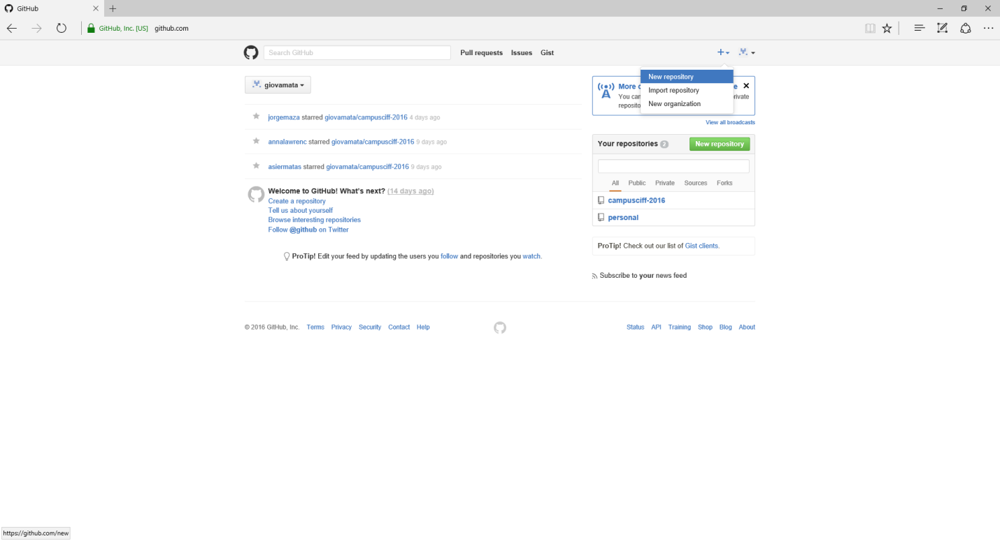 GitHub
GitHub, Inc. [US] github.com
Search GitHub
Pull requests Issues Gist
New repository
Import repository
New organization
giovamata
More
e
You can
rivate
reposito
View all broadcasts
jorgemaza starred giovamata/campusciff-2016 4 days ago
annalawrenc starred giovamata/campusciff-2016 9 days ago
asiermatas starred giovamata/campusciff-2016 9 days ago
Welcome to GitHub! What's next? (14 days ago)
Create a repository
Tell us about yourself
Browse interesting repositories
Follow @github on Twitter
ProTip! Edit your feed by updating the users you follow and repositories you watch.
Your repositories 2
New repository
All Public Private Sources Forks
campusciff-2016
personal
ProTip! Check out our list of Gist clients.
Subscribe to your news feed
© 2016 GitHub, Inc. Terms Privacy Security Contact Help
Status API Training Shop Blog About
https://github.com/new